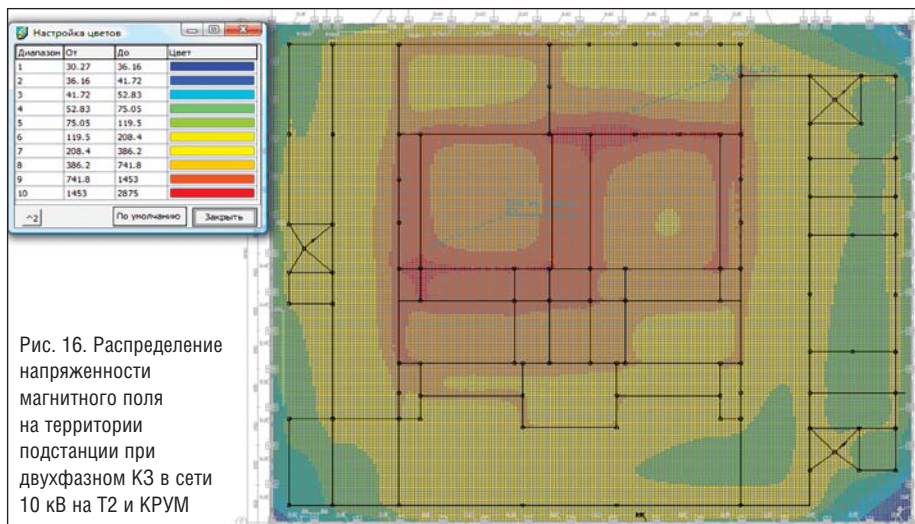 Настройка цветов
Диапазон От До Цвет
1 30.27 36.16
2 36.16 41.72
3 41.72 52.83
4 52.83 75.05
5 75.05 119.5
6 119.5 208.4
7 208.4 386.2
8 386.2 741.8
9 741.8 1453
10 1453 2875
^2 По умолчанию Закрыть
Рис. 16. Распределение
напряженности
магнитного поля
на территории
подстанции при
двухфазном КЗ в сети
10 кВ на Т2 и КРУМ